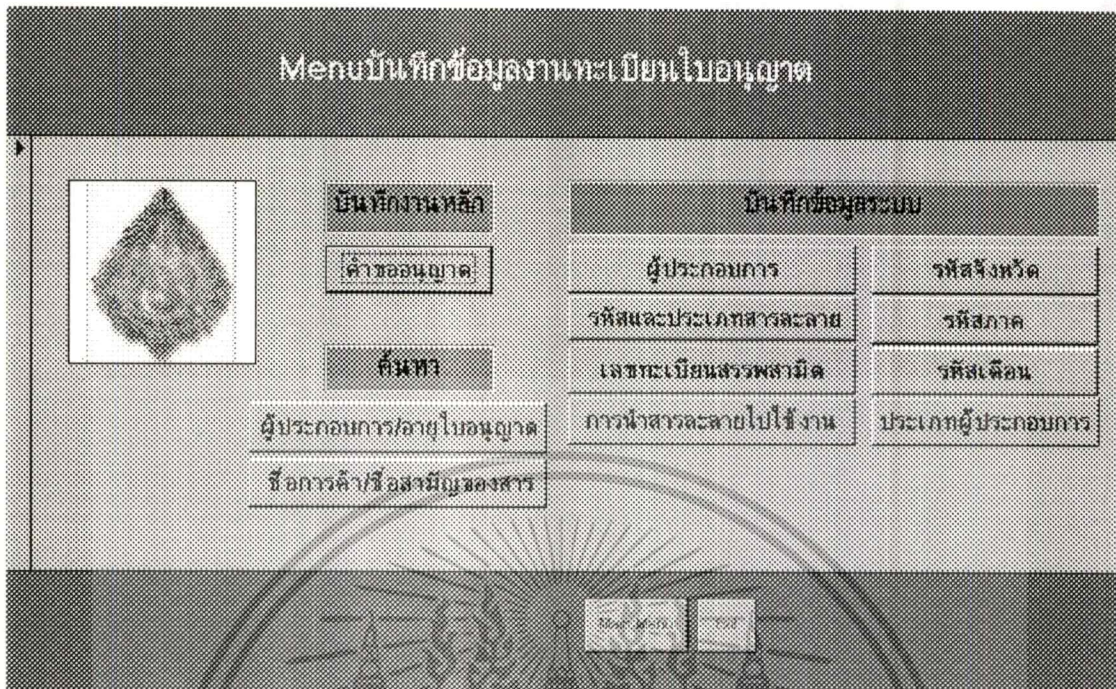 Menuบันทึกข้อมูลงานทะเบียนใบอนุญาต
บันทึกงานหลัก
คำขออนุญาต
ค้นหา
ผู้ประกอบการ/อายุใบอนุญาต
ชื่อการค้า/ชื่อสามัญของสาร
บันทึกข้อมูลระบบ
ผู้ประกอบการ
รหัสจังหวัด
รหัสและประเภทสารละลาย
รหัสภาค
เลขทะเบียนสรรพสามิต
รหัสเดือน
การนำสารละลายไปใช้งาน
ประเภทผู้ประกอบการ